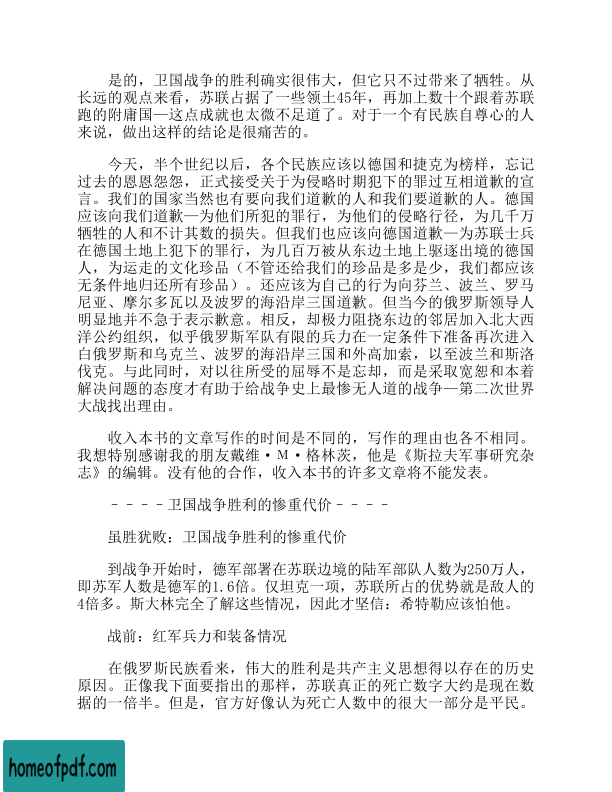 是的，卫国战争的胜利确实很伟大，但它只不过带来了牺牲。从
长远的观点来看，苏联占据了一些领土45年，再加上数十个跟着苏联
跑的附庸国—这点成就也太微不足道了。对于一个有民族自尊心的人
来说，做出这样的结论是很痛苦的。
今天，半个世纪以后，各个民族应该以德国和捷克为榜样，忘记
过去的恩恩怨怨，正式接受关于为侵略时期犯下的罪过互相道歉的宣
言。我们的国家当然也有要向我们道歉的人和我们要道歉的人。德国
应该向我们道歉—为他们所犯的罪行，为他们的侵略行径，为几千万
牺牲的人和不计其数的损失。但我们也应该向德国道歉—为苏联士兵
在德国土地上犯下的罪行，为几百万被从东边土地上驱逐出境的德国
人，为运走的文化珍品（不管还给我们的珍品是多是少，我们都应该
无条件地归还所有珍品）。还应该为自己的行为向芬兰、波兰、罗马
尼亚、摩尔多瓦以及波罗的海沿岸三国道歉。但当今的俄罗斯领导人
明显地并不急于表示歉意。相反，却极力阻挠东边的邻居加入北大西
洋公约组织，似乎俄罗斯军队有限的兵力在一定条件下准备再次进入
白俄罗斯和乌克兰、波罗的海沿岸三国和外高加索，以至波兰和斯洛
伐克。与此同时，对以往所受的屈辱不是忘却，而是采取宽恕和本着
解决问题的态度才有助于给战争史上最惨无人道的战争—第二次世界
大战找出理由。
收入本书的文章写作的时间是不同的，写作的理由也各不相同。
我想特别感谢我的朋友戴维·M·格林茨，他是《斯拉夫军事研究杂
志》的编辑。没有他的合作，收入本书的许多文章将不能发表。
----卫国战争胜利的惨重代价----
虽胜犹败：卫国战争胜利的惨重代价
到战争开始时，德军部署在苏联边境的陆军部队人数为250万人，
即苏军人数是德军的1.6倍。仅坦克一项，苏联所占的优势就是敌人的
4倍多。斯大林完全了解这些情况，因此才坚信：希特勒应该怕他。
战前：红军兵力和装备情况
在俄罗斯民族看来，伟大的胜利是共产主义思想得以存在的历史
原因。正像我下面要指出的那样，苏联真正的死亡数字大约是现在
数据的一倍半。但是，官方好像认为死亡人数中的很大一部分是平民。
homeofpdf.com